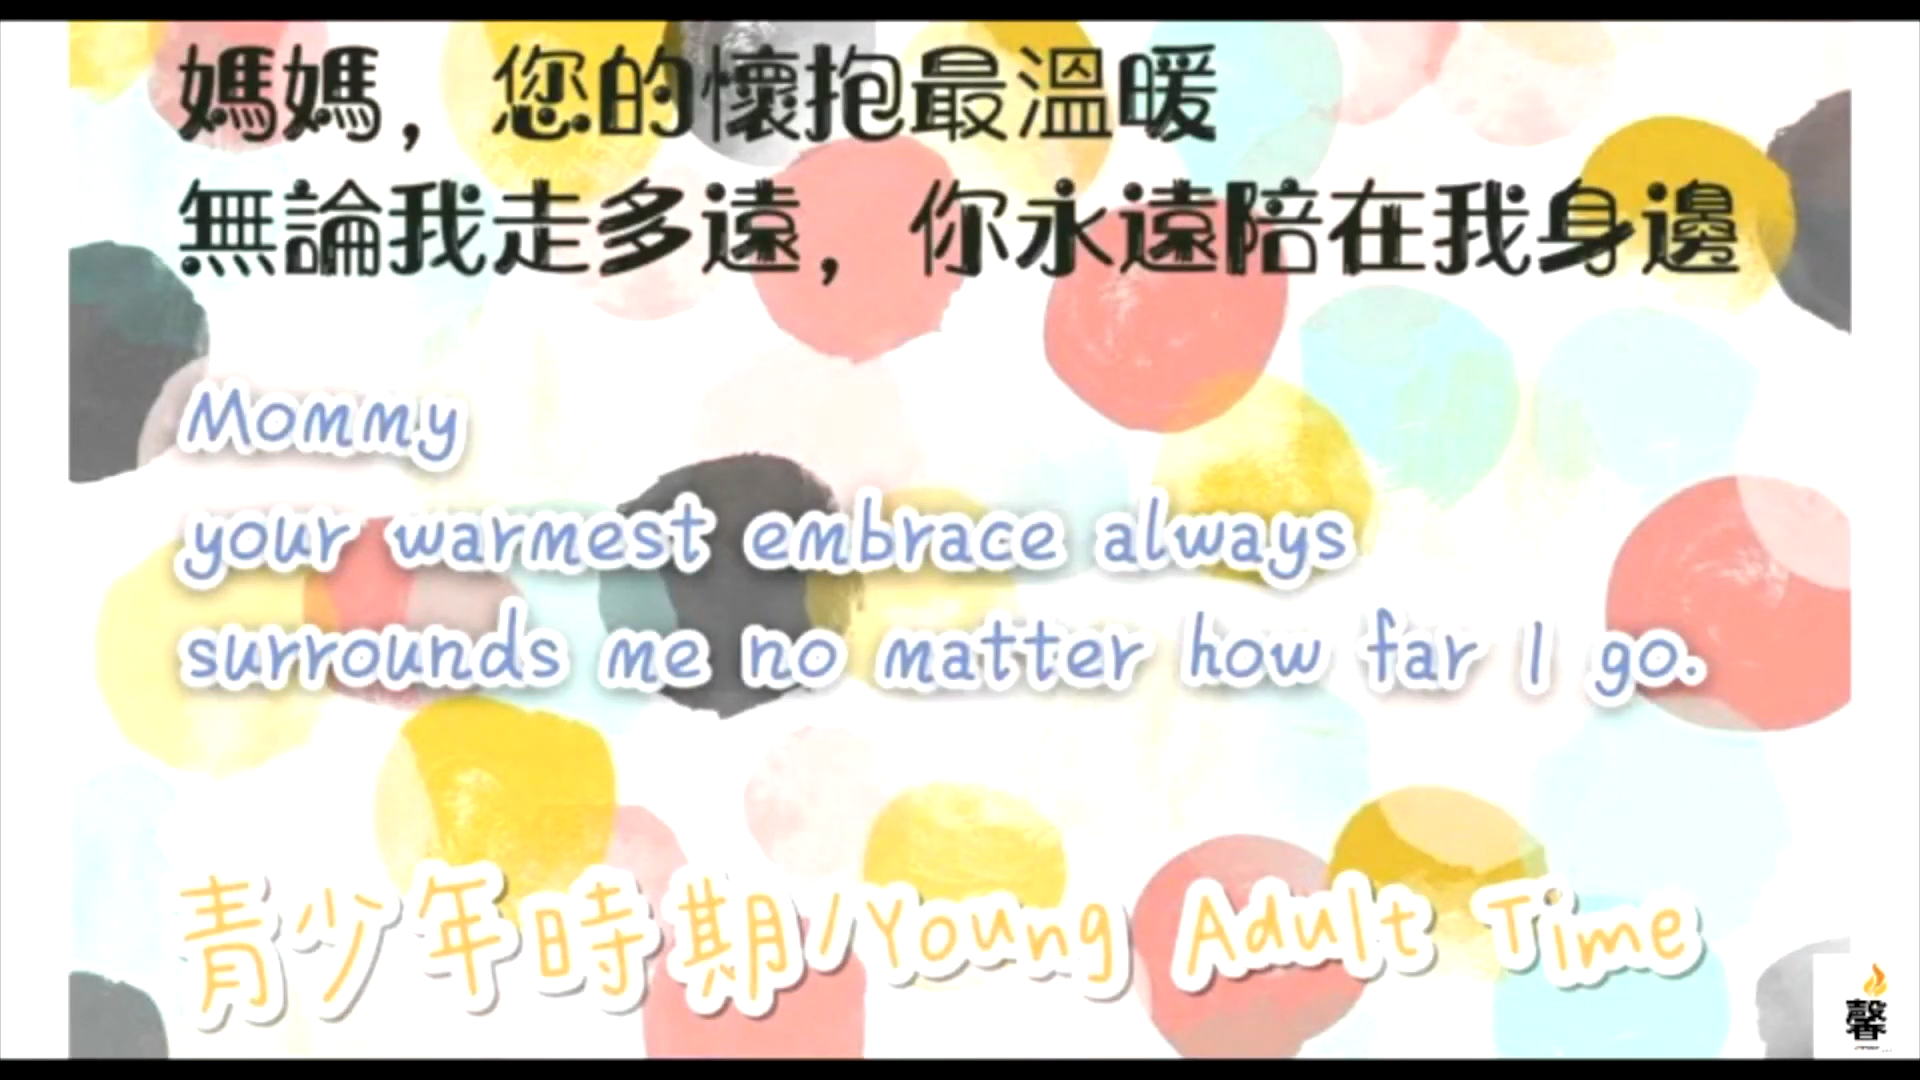 媽媽，您的懷抱最溫暖
無論我走多遠，你永遠陪在我身邊
Mommy
your warmest embrace always
surrounds me no matter how far I go.
青少年時期/Young Adult Time
馨